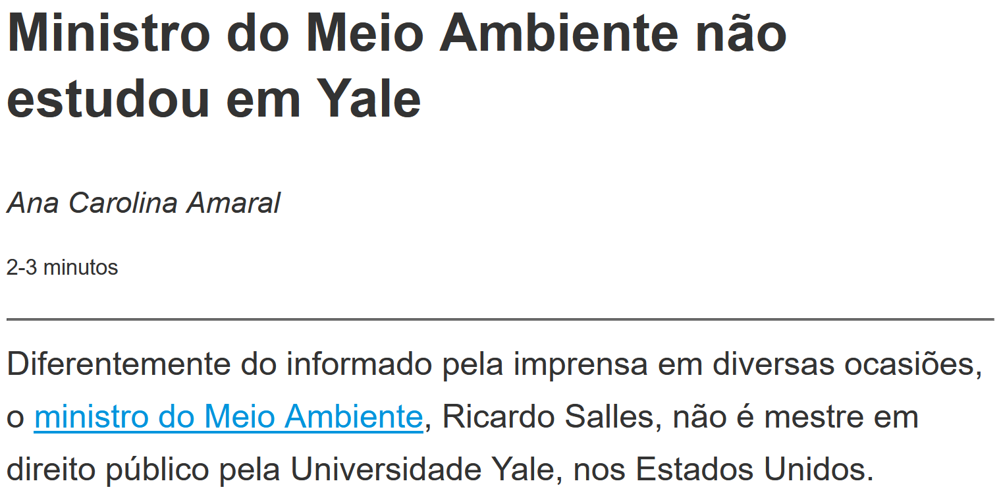 Ministro do Meio Ambiente não
estudou em Yale
Ana Carolina Amaral
2-3 minutos
Diferentemente do informado pela imprensa em diversas ocasiões,
o ministro do Meio Ambiente, Ricardo Salles, não é mestre em
direito público pela Universidade Yale, nos Estados Unidos.